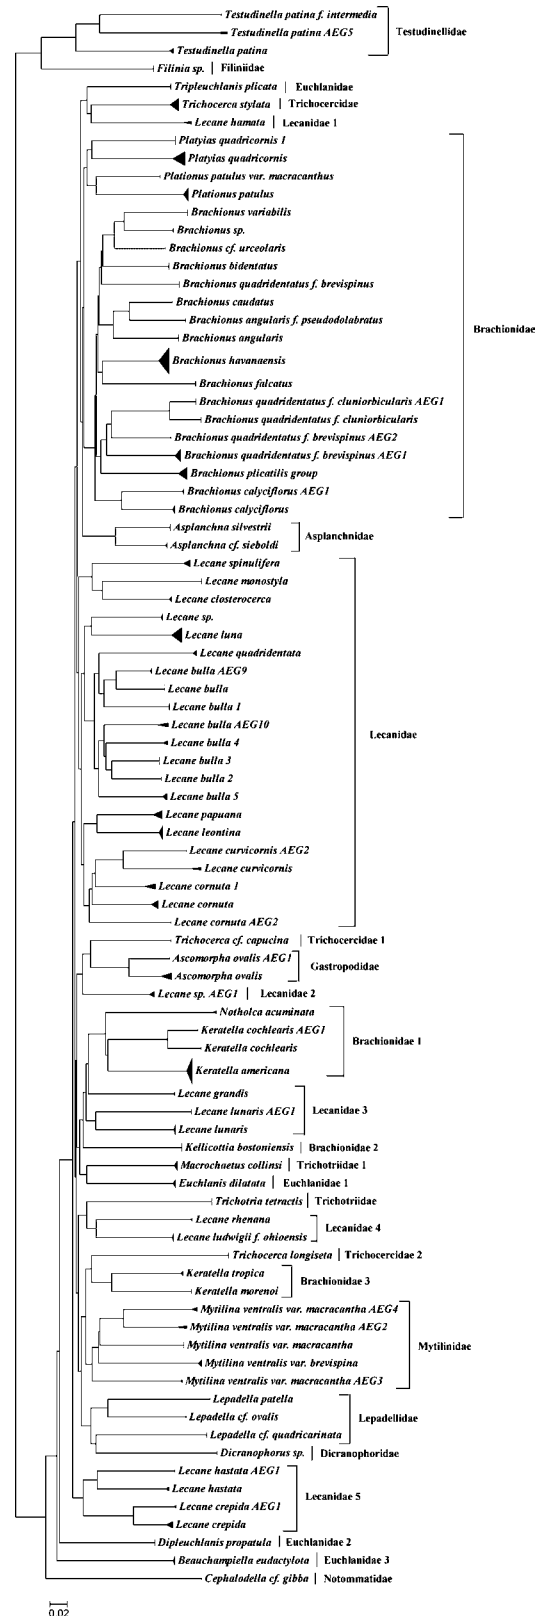 Testudinella patina f. intermedia
Testudinella patina AEG5
Testudinellidae
Testudinella patina
Filinia sp. | Filiniidae
Tripleuchlanis plicata | Euchlanidae
Trichocerca stylata | Trichocercidae
Lecane hamata | Lecanidae 1
Platyias quadricornis 1
Platyias quadricornis
Plationus patulus var. macracanthus
Plationus patulus
Brachionus variabilis
Brachionus sp.
Brachionus cf. urceolaris
Brachionus bidentatus
Brachionus quadridentatus f. brevispinus
Brachionus caudatus
Brachionus angularis f. pseudodolabratus
Brachionidae
Brachionus angularis
Brachionus havanaensis
Brachionus falcatus
Brachionus quadridentatus f. cluniorbicularis AEG1
Brachionus quadridentatus f. cluniorbicularis
Brachionus quadridentatus f. brevispinus AEG2
Brachionus quadridentatus f. brevispinus AEG1
Brachionus plicatilis group
Brachionus calyciflorus AEG1
Brachionus calyciflorus
Asplanchna silvestrii
Asplanchnidae
Asplanchna cf. sieboldi
Lecane spinulifera
Lecane monostyla
Lecane closterocerca
Lecane sp.
Lecane luna
Lecane quadridentata
Lecane bulla AEG9
Lecane bulla
Lecane bulla 1
Lecane bulla AEG10
Lecanidae
Lecane bulla 4
Lecane bulla 3
Lecane bulla 2
Lecane bulla 5
Lecane papuana
Lecane leontina
Lecane curvicornis AEG2
Lecane curvicornis
Lecane cornuta 1
Lecane cornuta
Lecane cornuta AEG2
Trichocerca cf. capucina | Trichocercidae 1
Ascomorpha ovalis AEG1
Gastropodidae
Ascomorpha ovalis
Lecane sp. AEG1 | Lecanidae 2
Notholca acuminata
Keratella cochlearis AEG1
Brachionidae 1
Keratella cochlearis
Keratella americana
Lecane grandis
Lecane lunaris AEG1
Lecanidae 3
Lecane lunaris
Kellicottia bostoniensis | Brachionidae 2
Macrochaetus collinsi | Trichotriidae 1
Euchlanis dilatata | Euchlanidae 1
Trichotria tetractis | Trichotriidae
Lecane rhenana
Lecanidae 4
Lecane ludwigii f. ohioensis
Trichocerca longiseta | Trichocercidae 2
Keratella tropica
Brachionidae 3
Keratella morenoi
Mytilina ventralis var. macracantha AEG4
Mytilina ventralis var. macracantha AEG2
Mytilina ventralis var. macracantha
Mytilinidae
Mytilina ventralis var. brevispina
Mytilina ventralis var. macracantha AEG3
Lepadella patella
Lepadella cf. ovalis
Lepadellidae
Lepadella cf. quadricarinata
Dicranophorus sp. | Dicranophoridae
Lecane hastata AEG1
Lecane hastata
Lecanidae 5
Lecane crepida AEG1
Lecane crepida
Dipleuchlanis propatula | Euchlanidae 2
Beauchampiella eudactylota | Euchlanidae 3
Cephalodella cf. gibba | Notommatidae
0.02